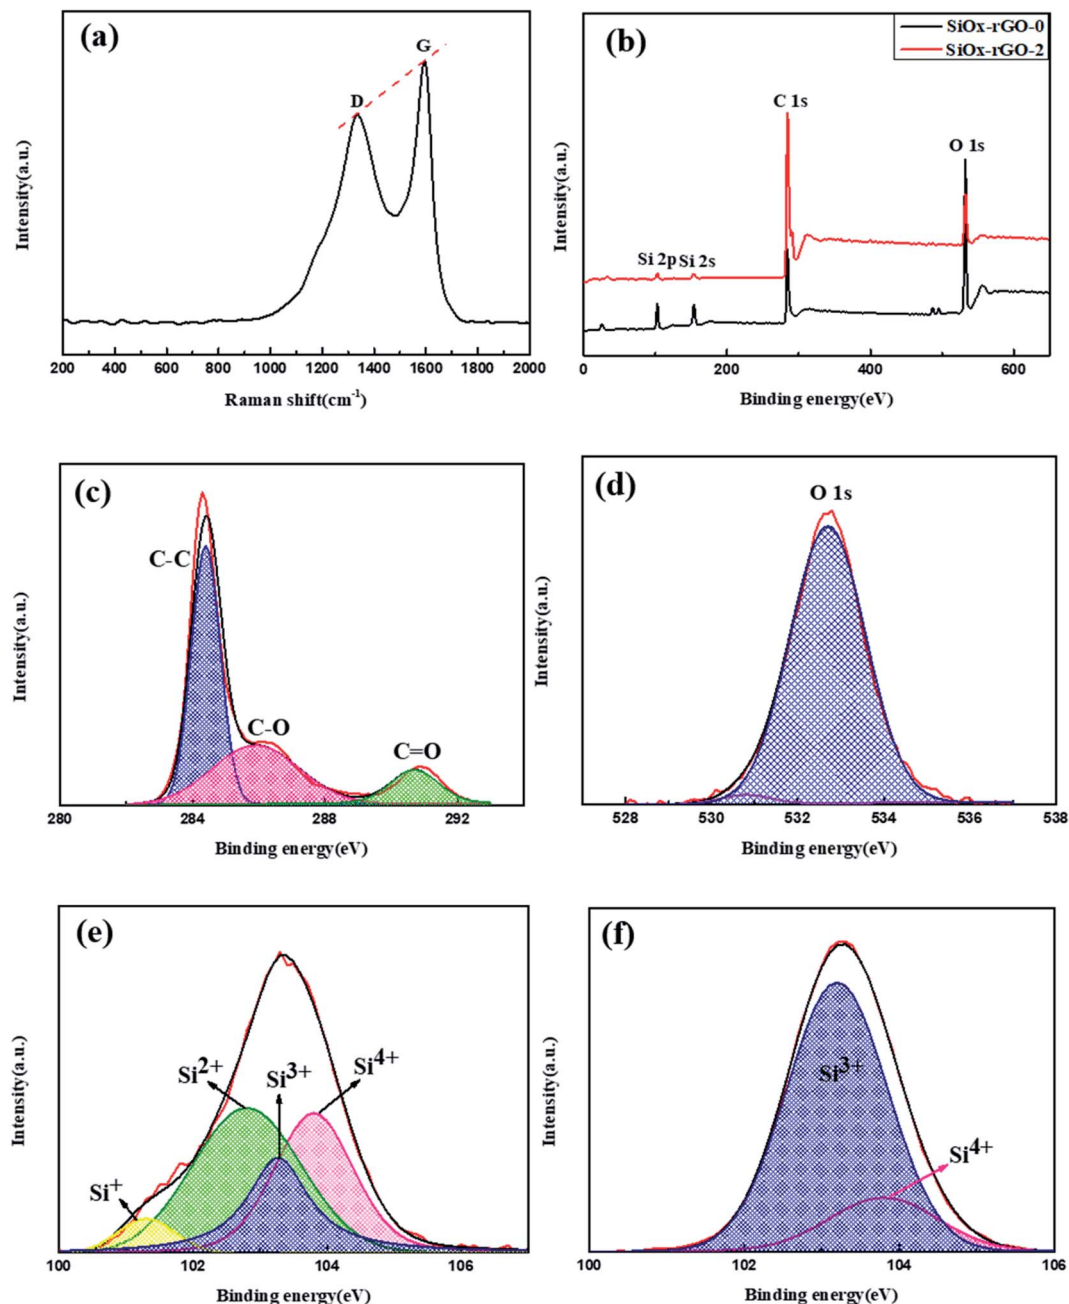 (a)
G
D
Intensity(a.u.)
200 400 600 800 1000 1200 1400 1600 1800 2000
Raman shift(cm-1)
(b)
SiOx-rGO-0
SiOx-rGO-2
C 1s
O 1s
Si 2p Si 2s
Intensity(a.u.)
0 200 400 600
Binding energy(eV)
(c)
C-C
C-O
C=O
Intensity(a.u.)
280 284 288 292
Binding energy(eV)
(d)
O 1s
Intensity(a.u.)
528 530 532 534 536 538
Binding energy(eV)
(e)
Si2+
Si3+
Si4+
Si+
Intensity(a.u.)
100 102 104 106
Binding energy(eV)
(f)
Si3+
Si4+
Intensity(a.u.)
100 102 104 106
Binding energy(eV)